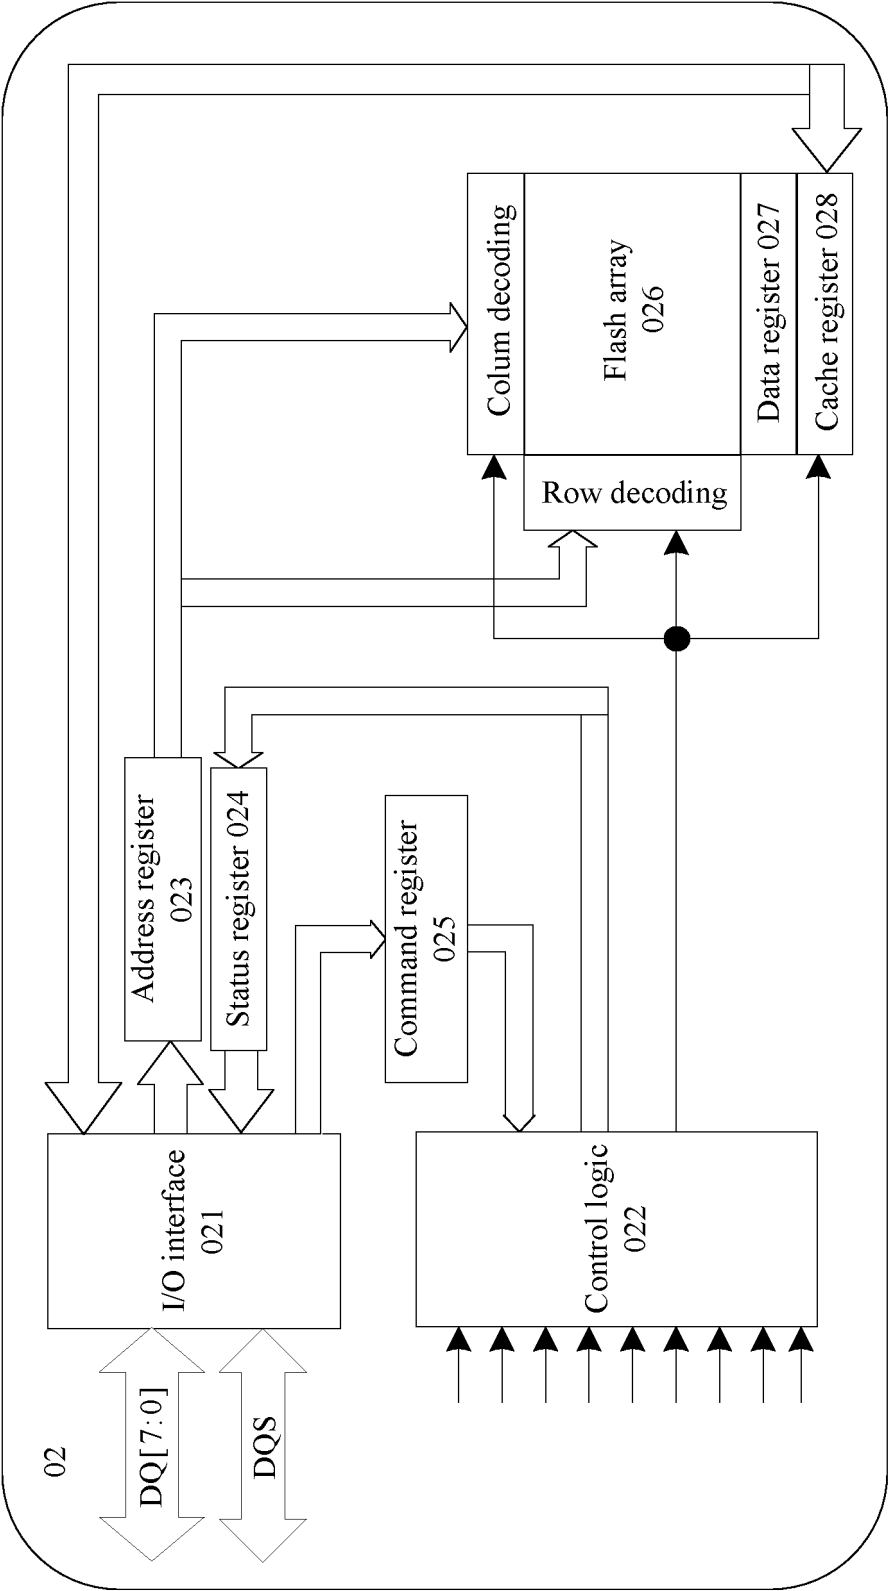 02
DQ[7:0]
DQS
I/O interface
021
Control logic
022
Address register
023
Status register 024
Command register
025
Colum decoding
Row decoding
Flash array
026
Data register 027
Cache register 028